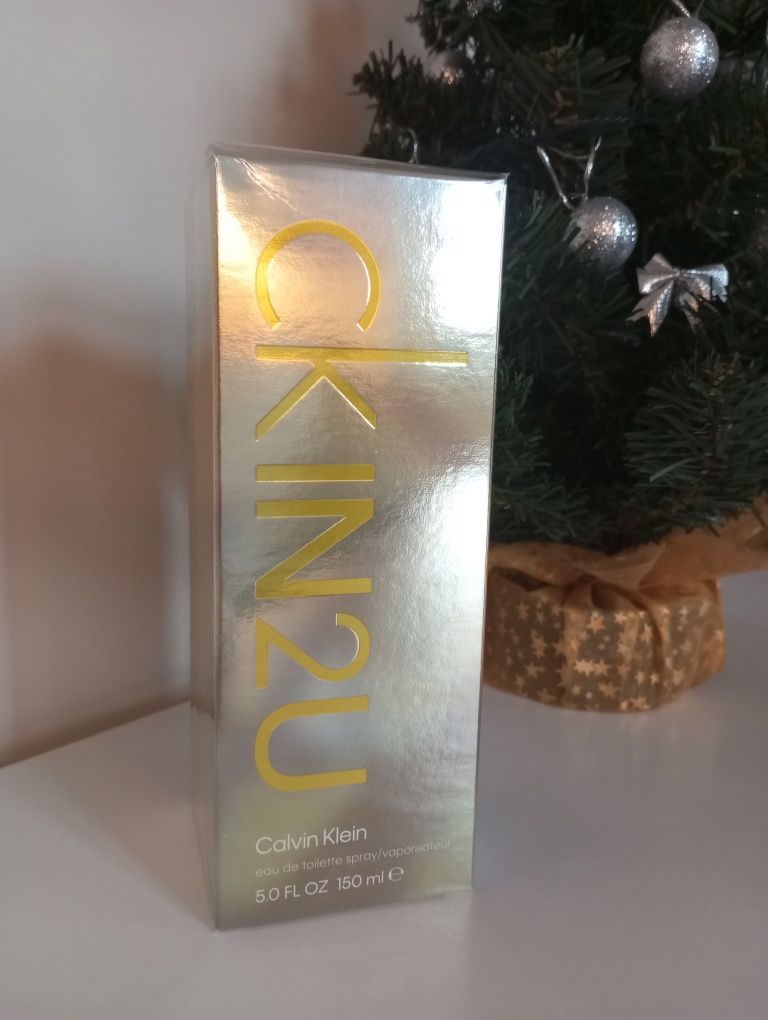 CKIN2U
Calvin Klein
eau de toilette spray/vaporisateur
5.0 FL OZ 150 ml ℮